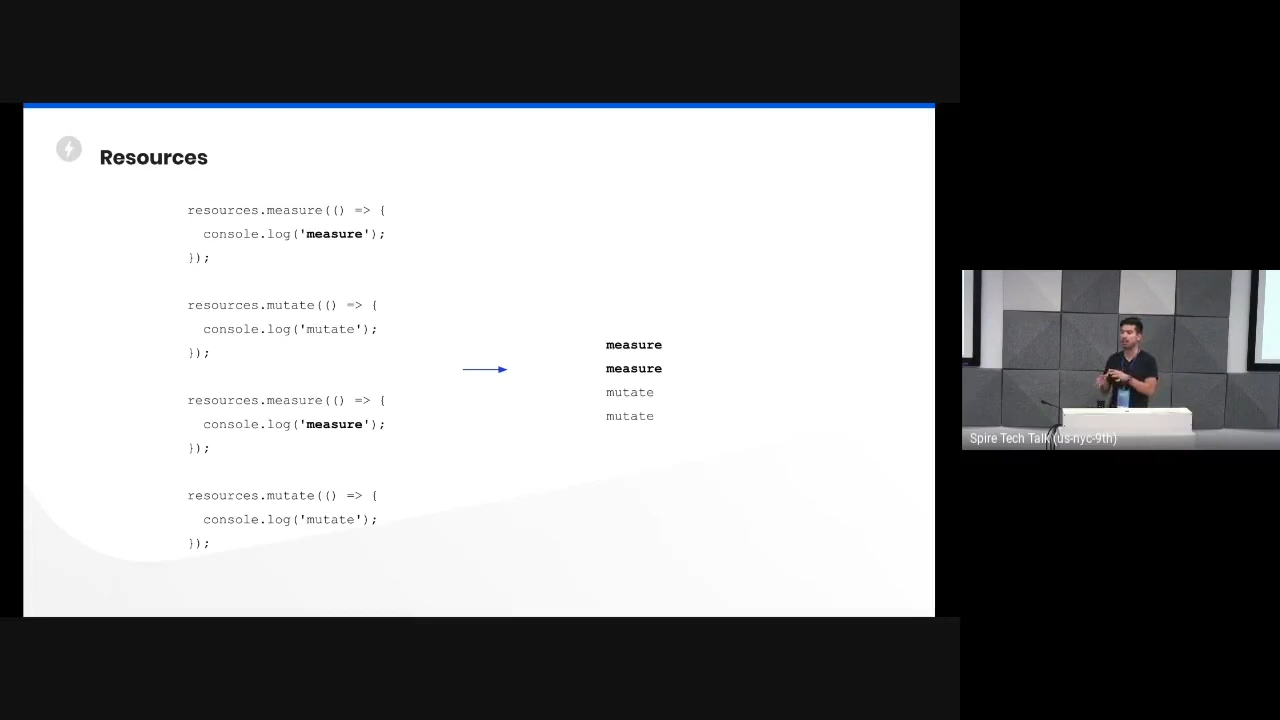 Resources
resources.measure(() => {
console.log('measure');
});
resources.mutate(() => {
console.log('mutate');
});
resources.measure(() => {
console.log('measure');
});
resources.mutate(() => {
console.log('mutate');
});
measure
measure
mutate
mutate
Spire Tech Talk (us-nyc-9th)